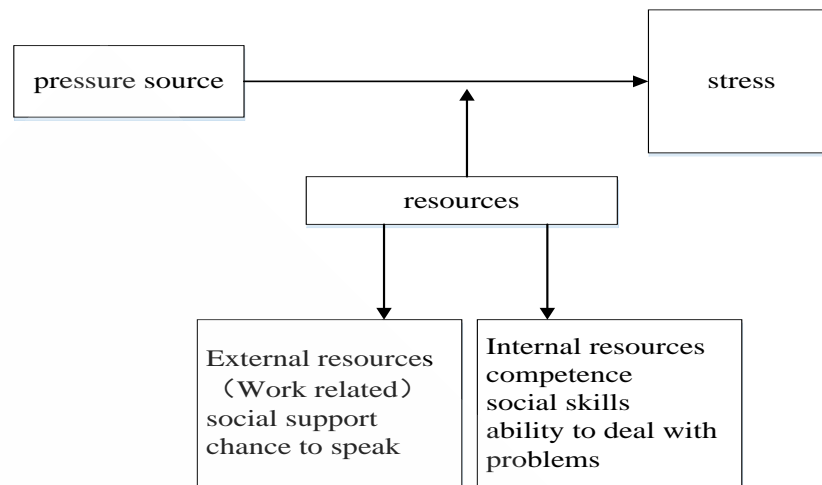 pressure source
stress
resources
External resources
（Work related）
social support
chance to speak
Internal resources
competence
social skills
ability to deal with
problems